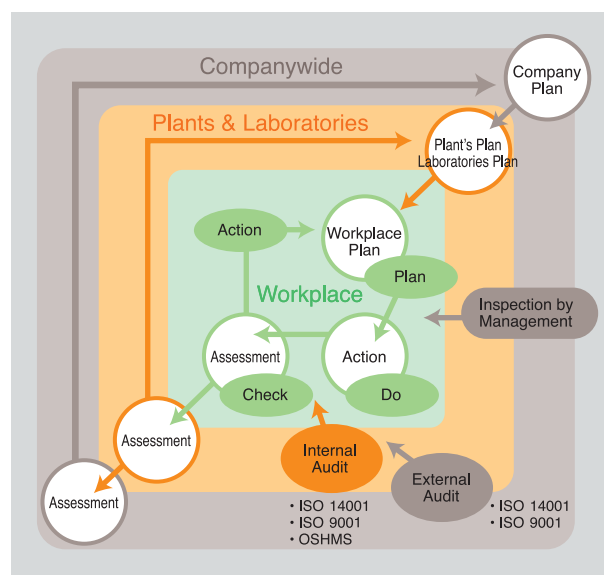 Companywide
Company
Plan
Plants & Laboratories
Plant's Plan
Laboratories Plan
Action
Workplace
Plan
Plan
Workplace
Inspection by
Management
Assessment
Action
Check
Do
Assessment
Internal
Audit
External
Audit
Assessment
・ISO 14001
・ISO 9001
・OSHMS
・ISO 14001
・ISO 9001